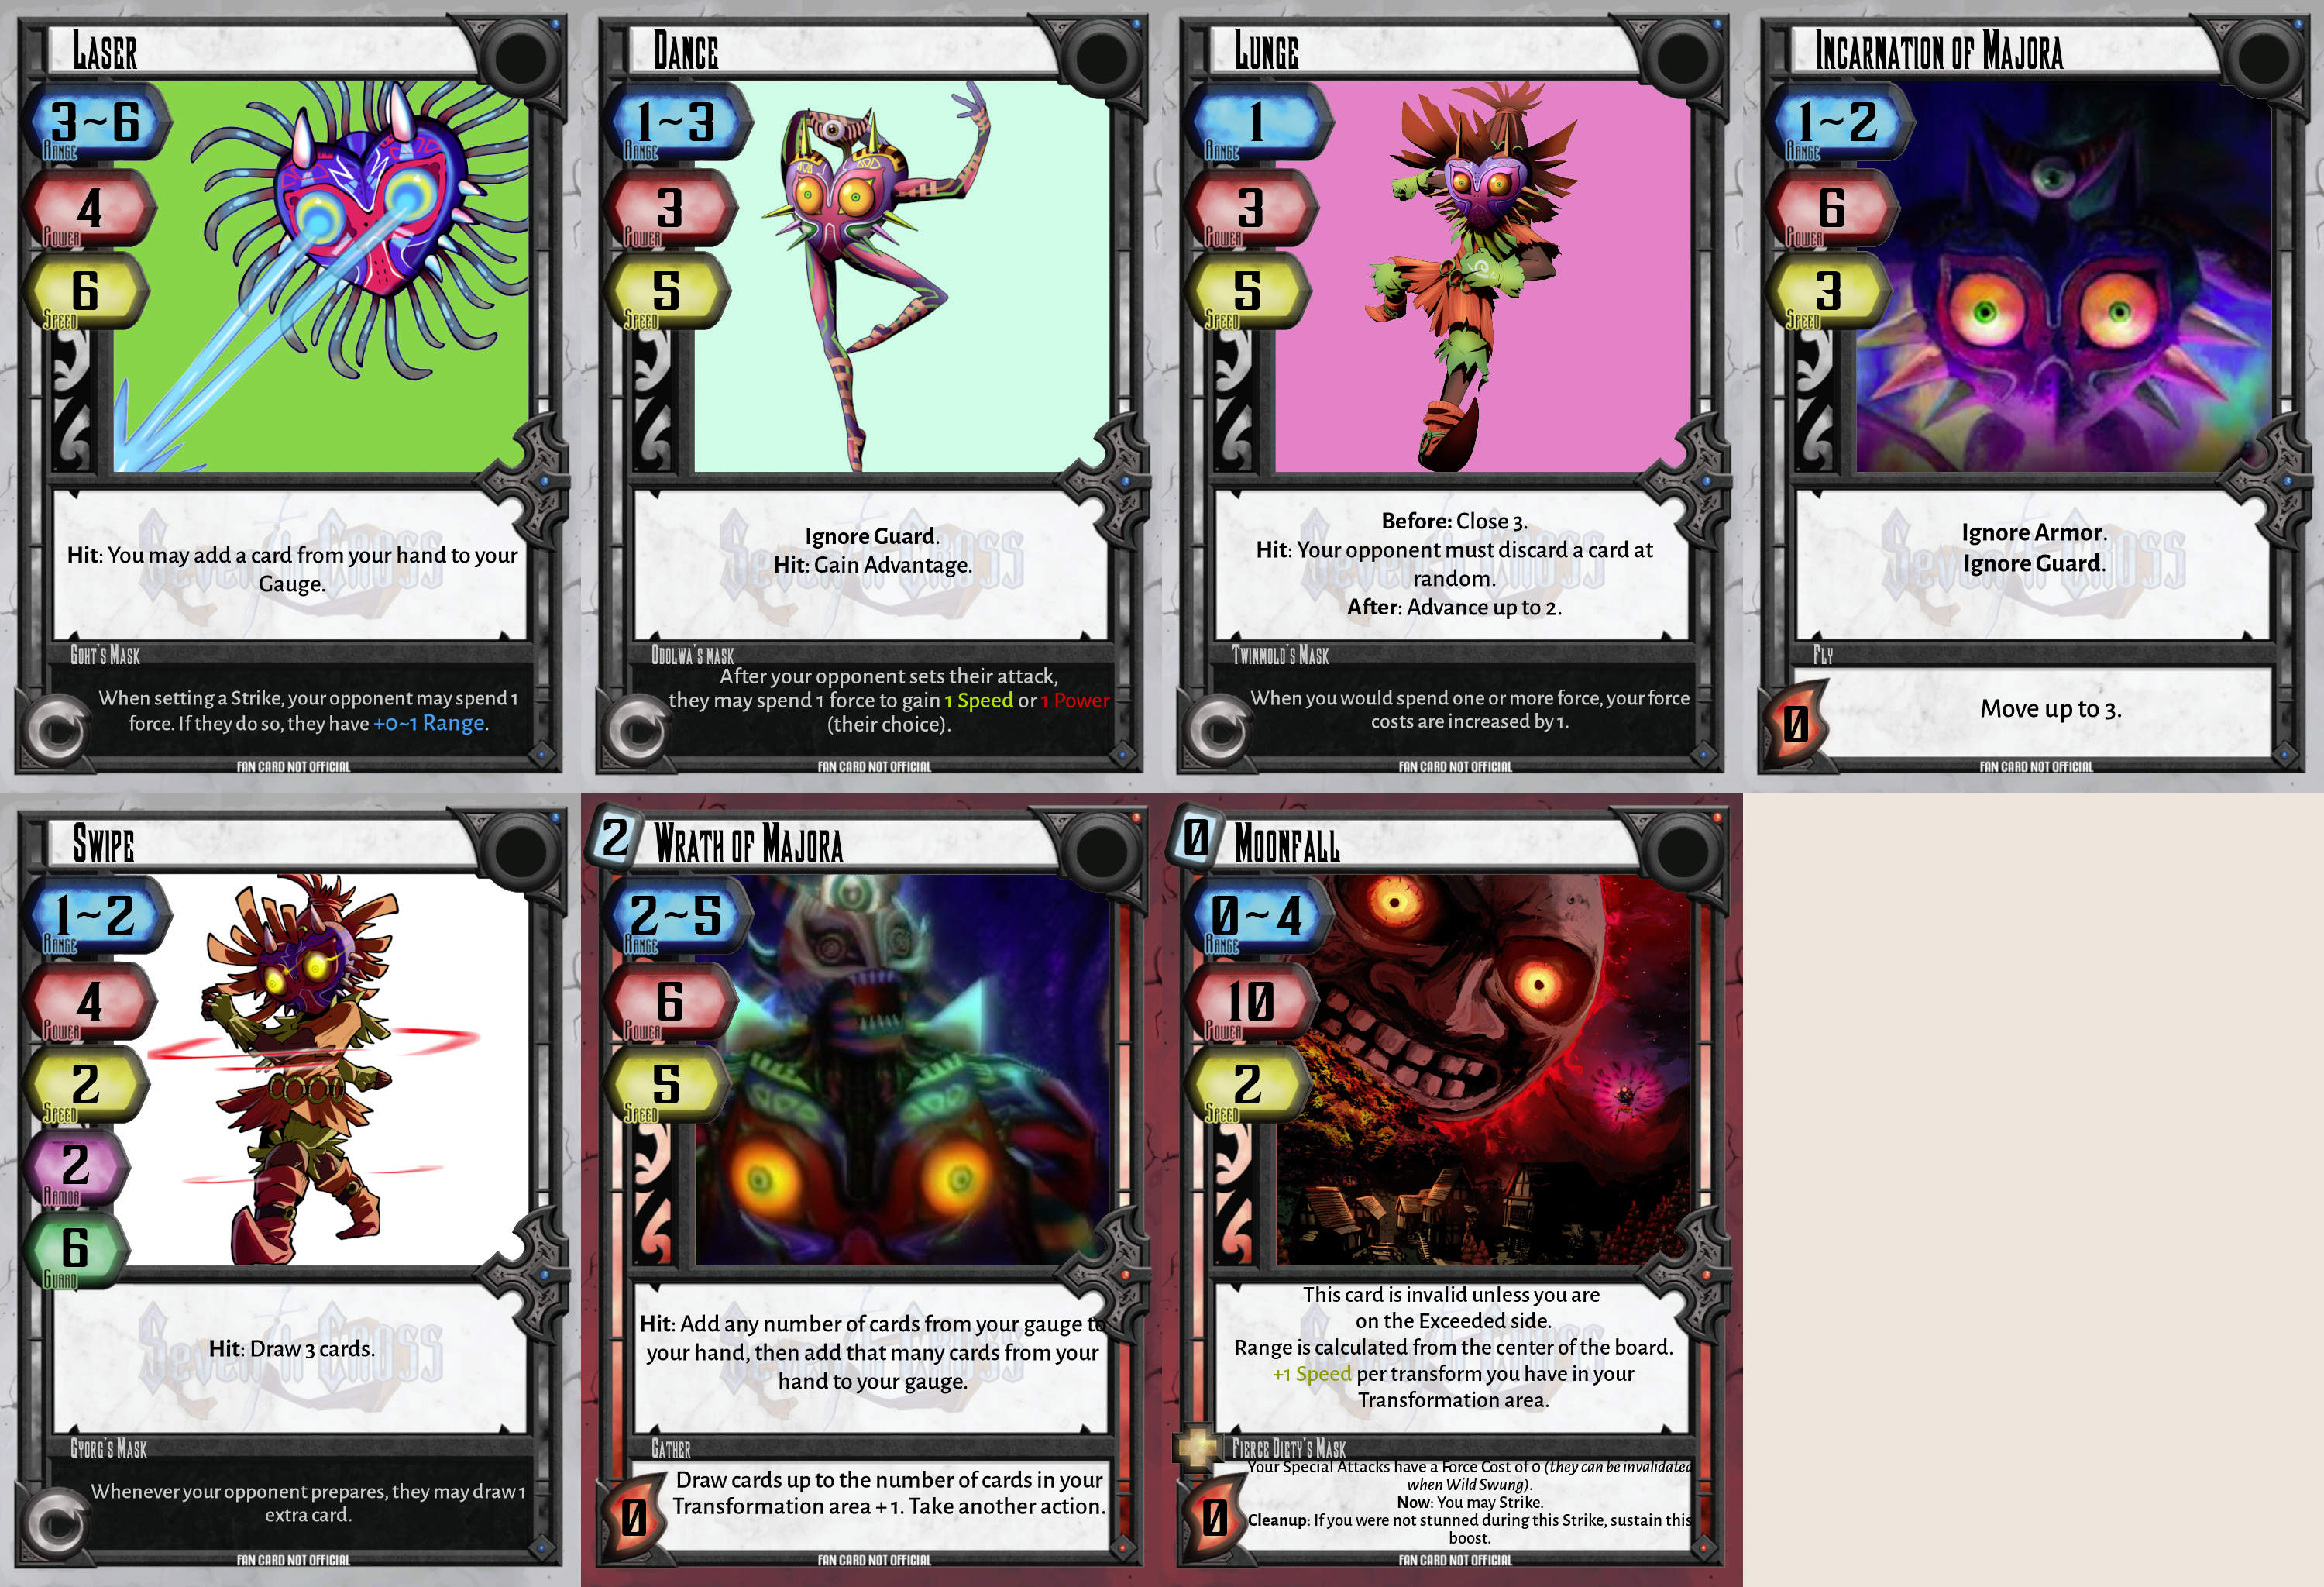 LASER
3~6
RANGE
4
POWER
6
SPEED
Hit: You may add a card from your hand to your
Gauge.
GOHT'S MASK
When setting a Strike, your opponent may spend 1
force. If they do so, they have +0~1 Range.
FAN CARD NOT OFFICIAL
DANCE
1~3
RANGE
3
POWER
5
SPEED
Ignore Guard.
Hit: Gain Advantage.
ODOLWA'S MASK
After your opponent sets their attack,
they may spend 1 force to gain 1 Speed or 1 Power
(their choice).
FAN CARD NOT OFFICIAL
LUNGE
1
RANGE
3
POWER
5
SPEED
Before: Close 3.
Hit: Your opponent must discard a card at
random.
After: Advance up to 2.
TWINMOLD'S MASK
When you would spend one or more force, your force
costs are increased by 1.
FAN CARD NOT OFFICIAL
INCARNATION OF MAJORA
1~2
RANGE
6
POWER
3
SPEED
Ignore Armor.
Ignore Guard.
FLY
0
Move up to 3.
FAN CARD NOT OFFICIAL
SWIPE
1~2
RANGE
4
POWER
2
SPEED
2
ARMOR
6
GUARD
Seven Cross
Hit: Draw 3 cards.
GYORG'S MASK
Whenever your opponent prepares, they may draw 1
extra card.
FAN CARD NOT OFFICIAL
2
WRATH OF MAJORA
2~5
RANGE
6
POWER
5
SPEED
Hit: Add any number of cards from your gauge to
your hand, then add that many cards from your
hand to your gauge.
GATHER
0
Draw cards up to the number of cards in your
Transformation area + 1. Take another action.
FAN CARD NOT OFFICIAL
0
MOONFALL
0~4
RANGE
10
POWER
2
SPEED
This card is invalid unless you are
on the Exceeded side.
Range is calculated from the center of the board.
+1 Speed per transform you have in your
Transformation area.
FIERCE DIETY'S MASK
0
Your Special Attacks have a Force Cost of 0 (they can be invalidated
when Wild Swung).
Now: You may Strike.
Cleanup: If you were not stunned during this Strike, sustain this
boost.
FAN CARD NOT OFFICIAL